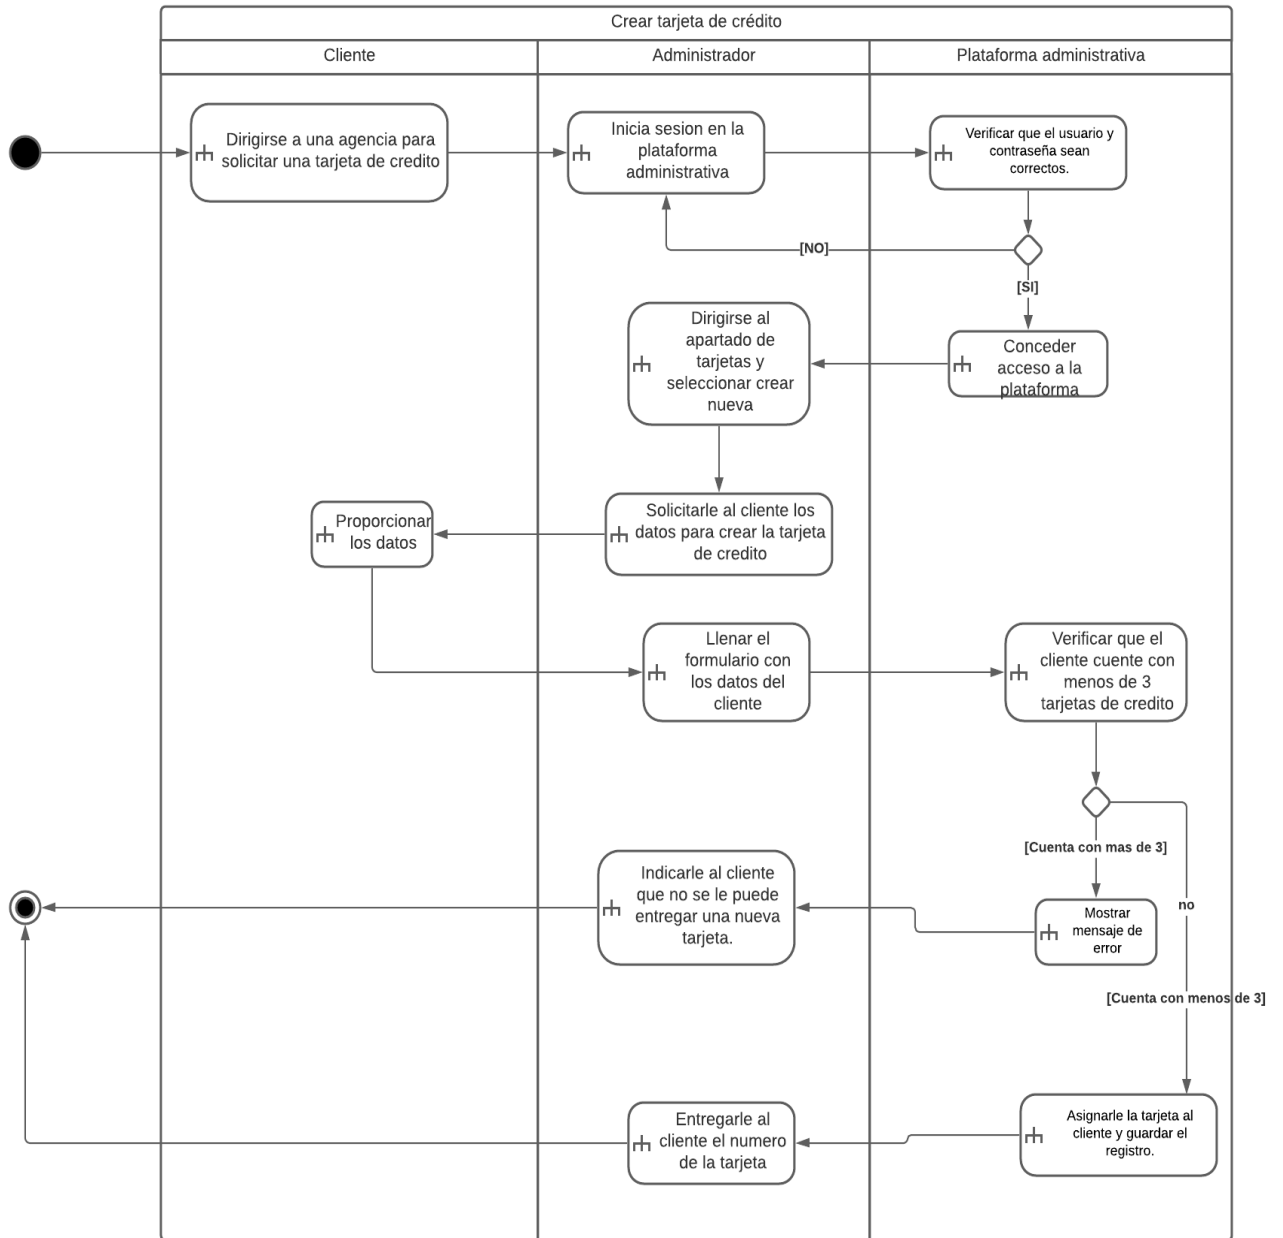 Crear tarjeta de crédito
Cliente
Administrador
Plataforma administrativa
Dirigirse a una agencia para
solicitar una tarjeta de credito
Inicia sesion en la
plataforma
administrativa
Verificar que el usuario y
contraseña sean
correctos.
[NO]
[SI]
Dirigirse al
apartado de
tarjetas y
seleccionar crear
nueva
Conceder
acceso a la
plataforma
Proporcionar
los datos
Solicitarle al cliente los
datos para crear la tarjeta
de credito
Llenar el
formulario con
los datos del
cliente
Verificar que el
cliente cuente con
menos de 3
tarjetas de credito
[Cuenta con mas de 3]
no
Indicarle al cliente
que no se le puede
entregar una nueva
tarjeta.
Mostrar
mensaje de
error
[Cuenta con menos de 3]
Entregarle al
cliente el numero
de la tarjeta
Asignarle la tarjeta al
cliente y guardar el
registro.